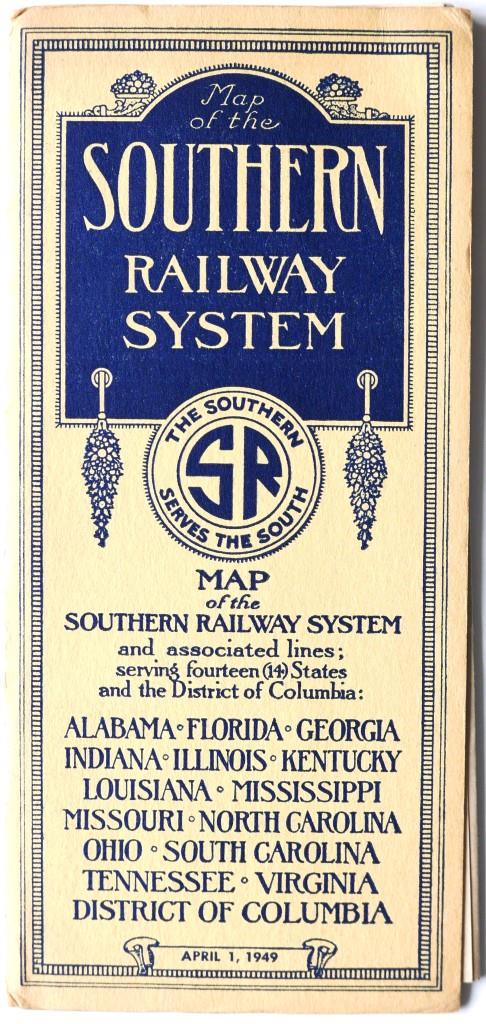 Map
of the
SOUTHERN
RAILWAY
SYSTEM
THE SOUTHERN
SR
SERVES THE SOUTH
MAP
of the
SOUTHERN RAILWAY SYSTEM
and associated lines;
serving fourteen (14) States
and the District of Columbia:
ALABAMA◦FLORIDA◦GEORGIA
INDIANA◦ILLINOIS◦KENTUCKY
LOUISIANA◦MISSISSIPPI
MISSOURI◦NORTH CAROLINA
OHIO◦SOUTH CAROLINA
TENNESSEE◦VIRGINIA
DISTRICT OF COLUMBIA
APRIL 1, 1949